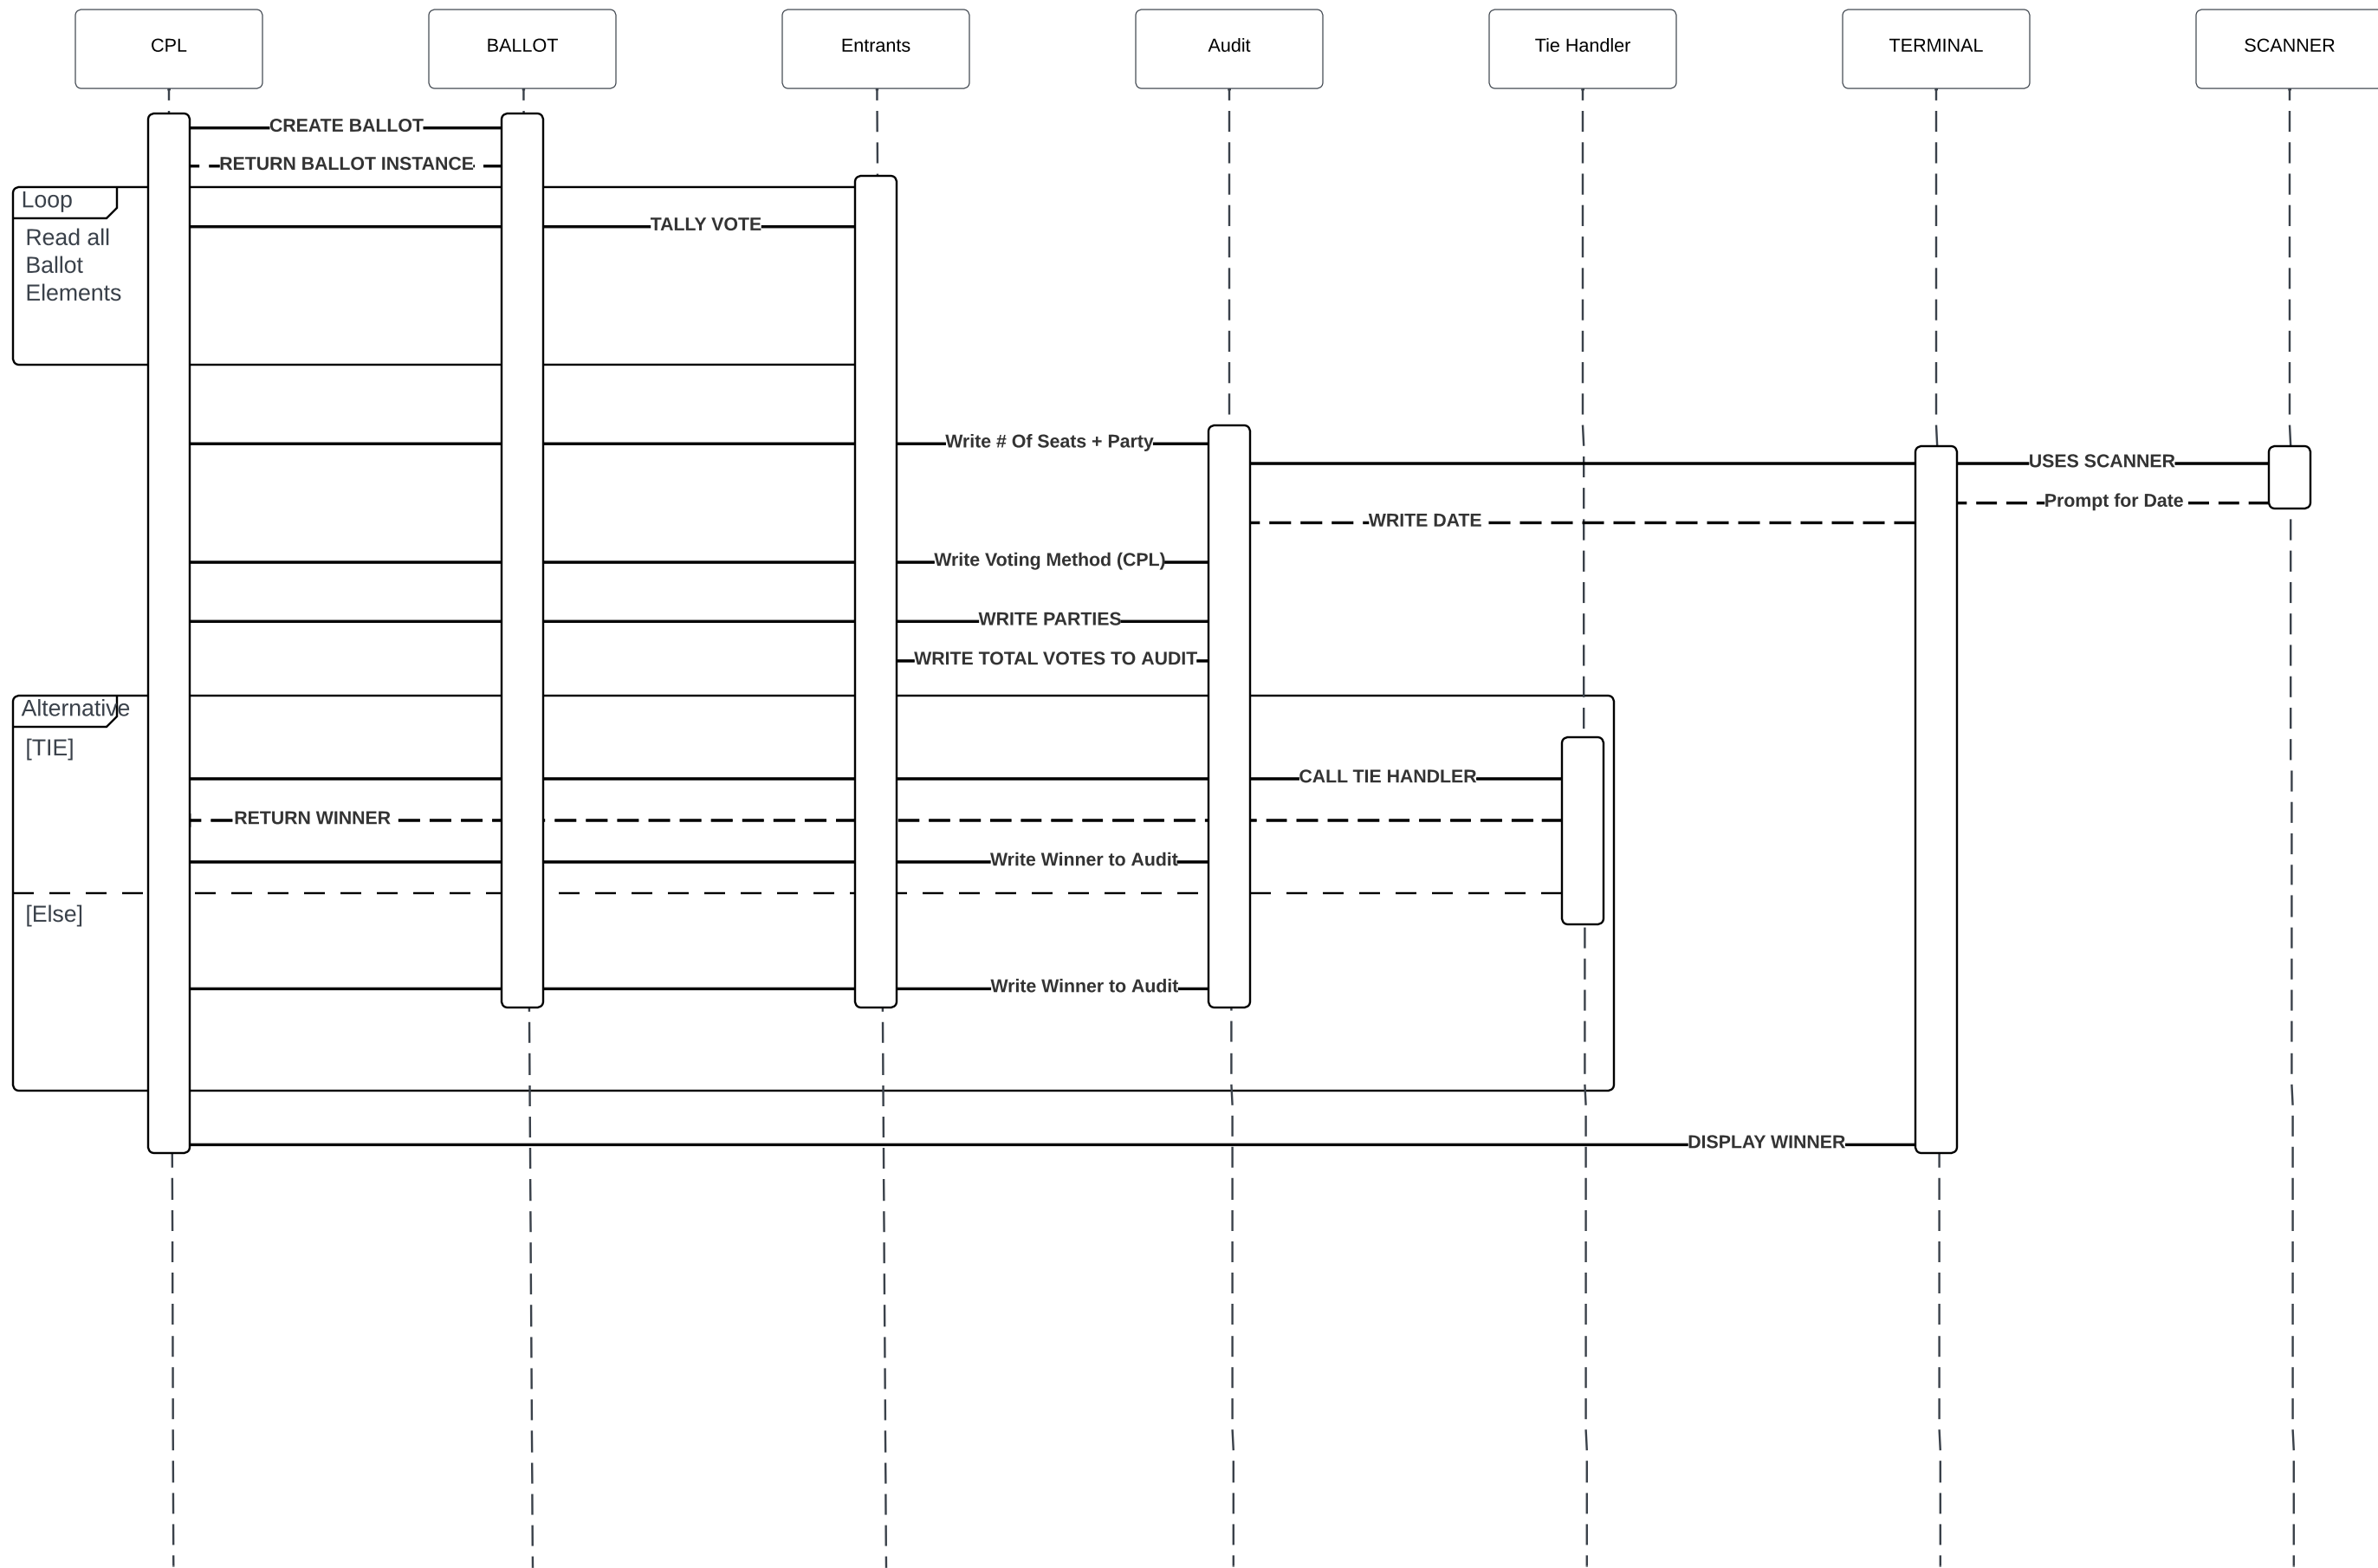 CPL
BALLOT
Entrants
Audit
Tie Handler
TERMINAL
SCANNER
CREATE BALLOT
RETURN BALLOT INSTANCE
Loop
Read all
Ballot
Elements
TALLY VOTE
Write # Of Seats + Party
USES SCANNER
Prompt for Date
WRITE DATE
Write Voting Method (CPL)
WRITE PARTIES
WRITE TOTAL VOTES TO AUDIT
Alternative
[TIE]
CALL TIE HANDLER
RETURN WINNER
Write Winner to Audit
[Else]
Write Winner to Audit
DISPLAY WINNER